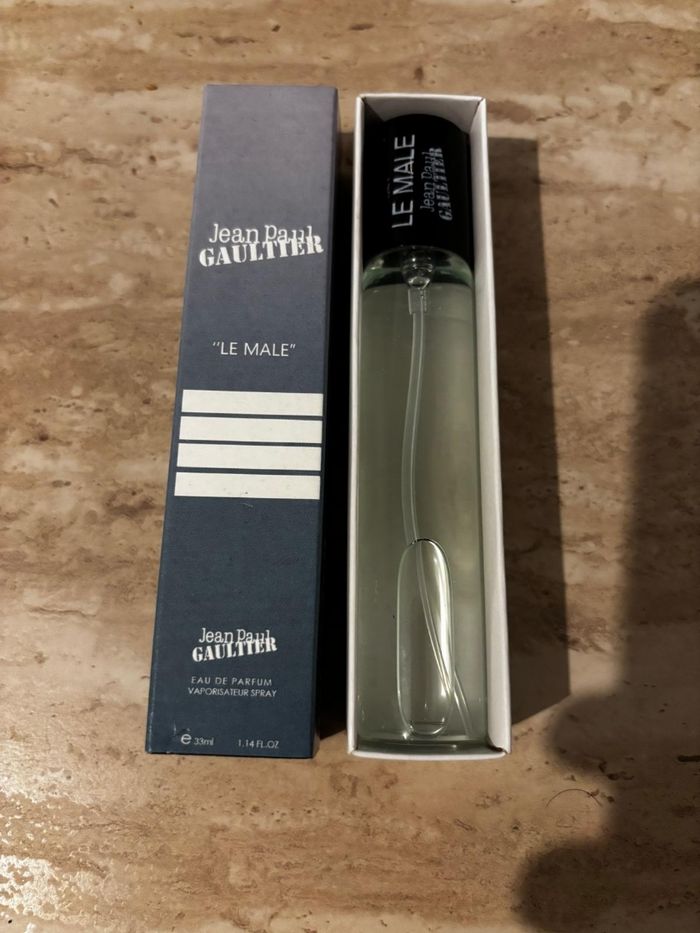 Jean Paul
GAULTIER
"LE MALE"
Jean Paul
GAULTIER
EAU DE PARFUM
VAPORISATEUR SPRAY
e 33ml 1.14 FL.OZ
LE MALE
Jean Paul
GAULTIER